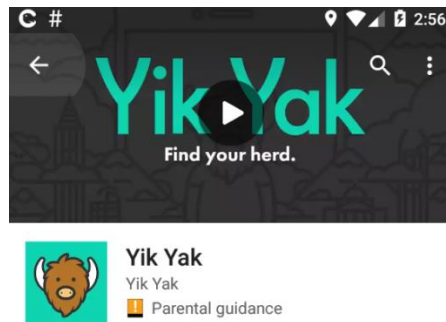 C # 2:56
Yik Yak
Find your herd.
Yik Yak
Yik Yak
! Parental guidance